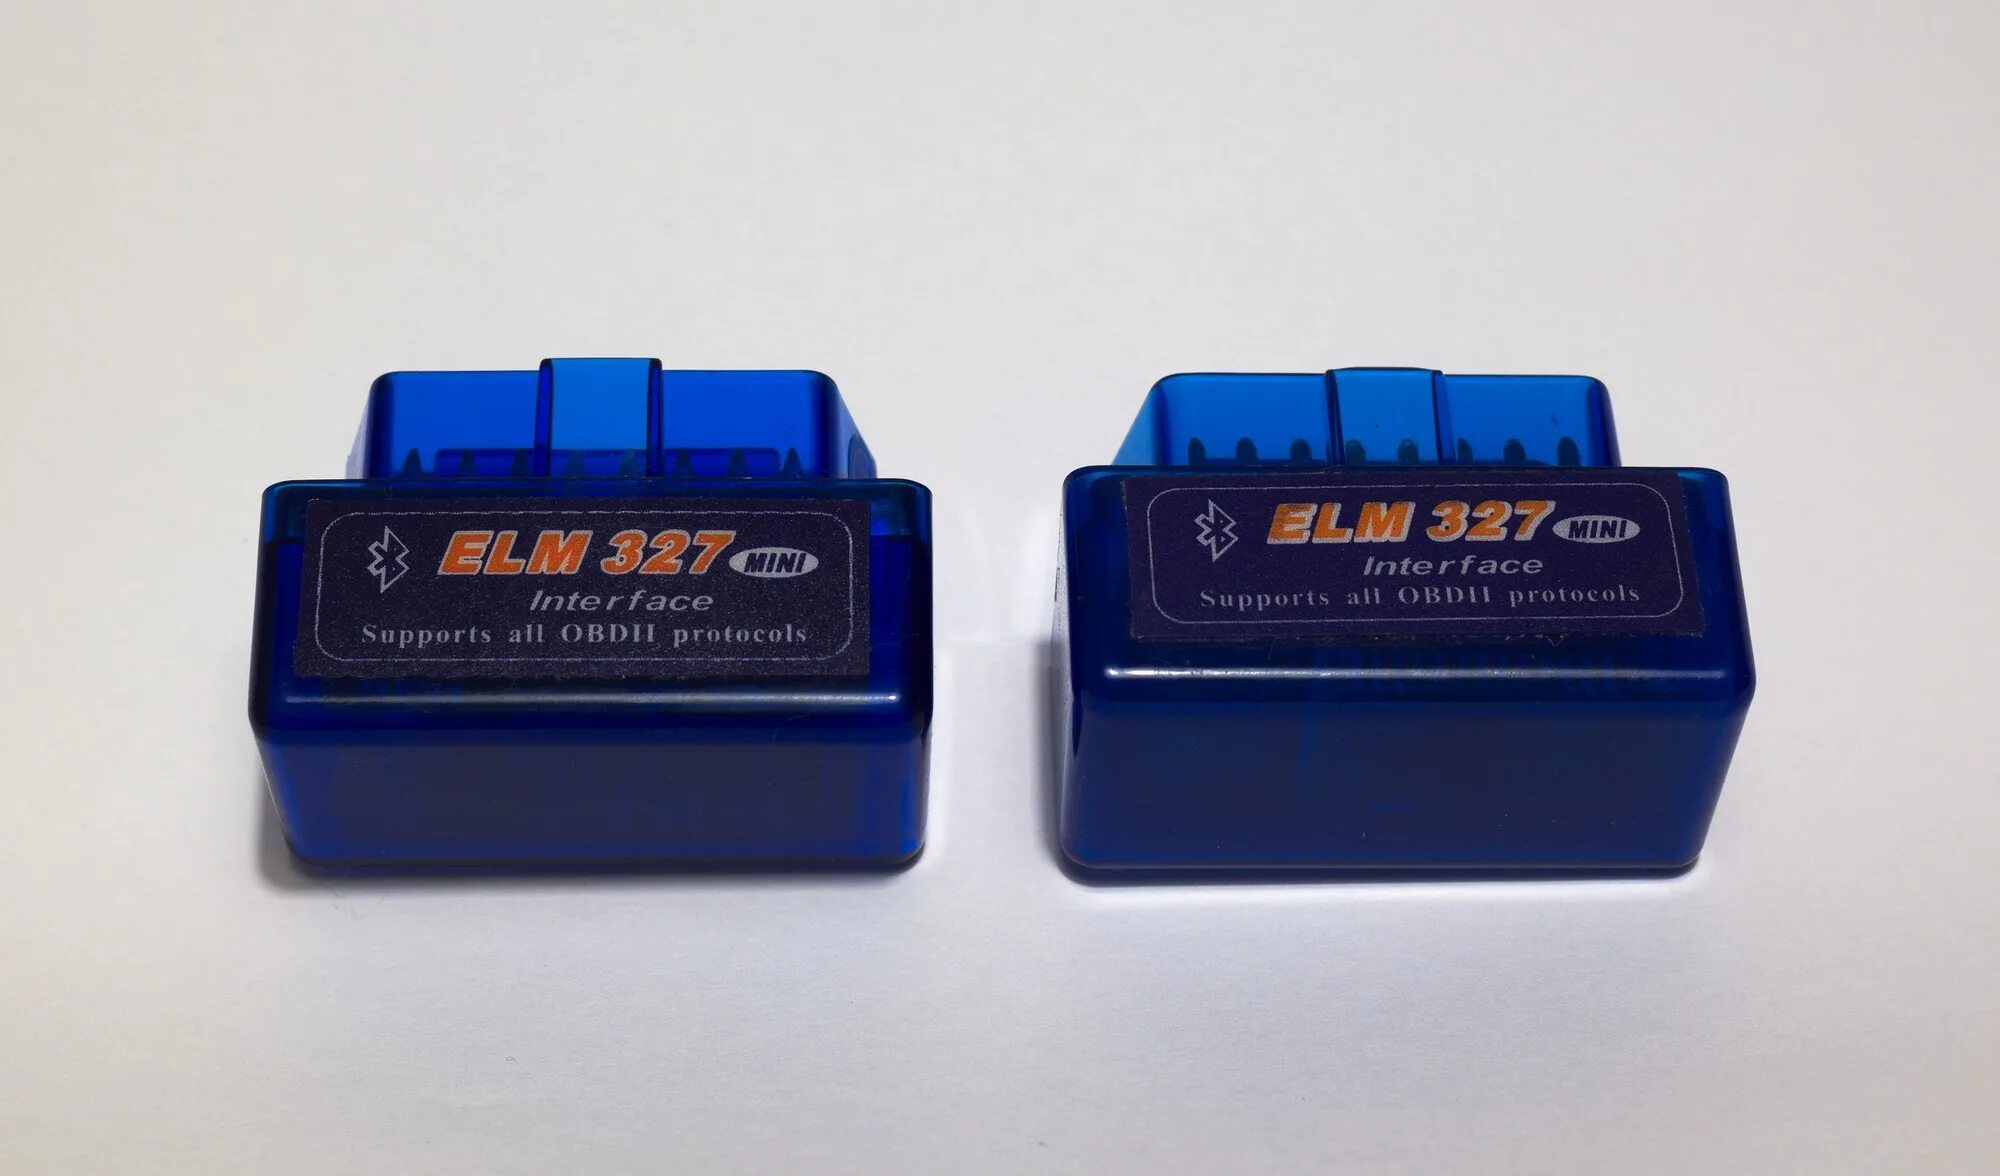 ELM 327 MINI
Interface
Supports all OBDII protocols
ELM 327 MINI
Interface
Supports all OBDII protocols